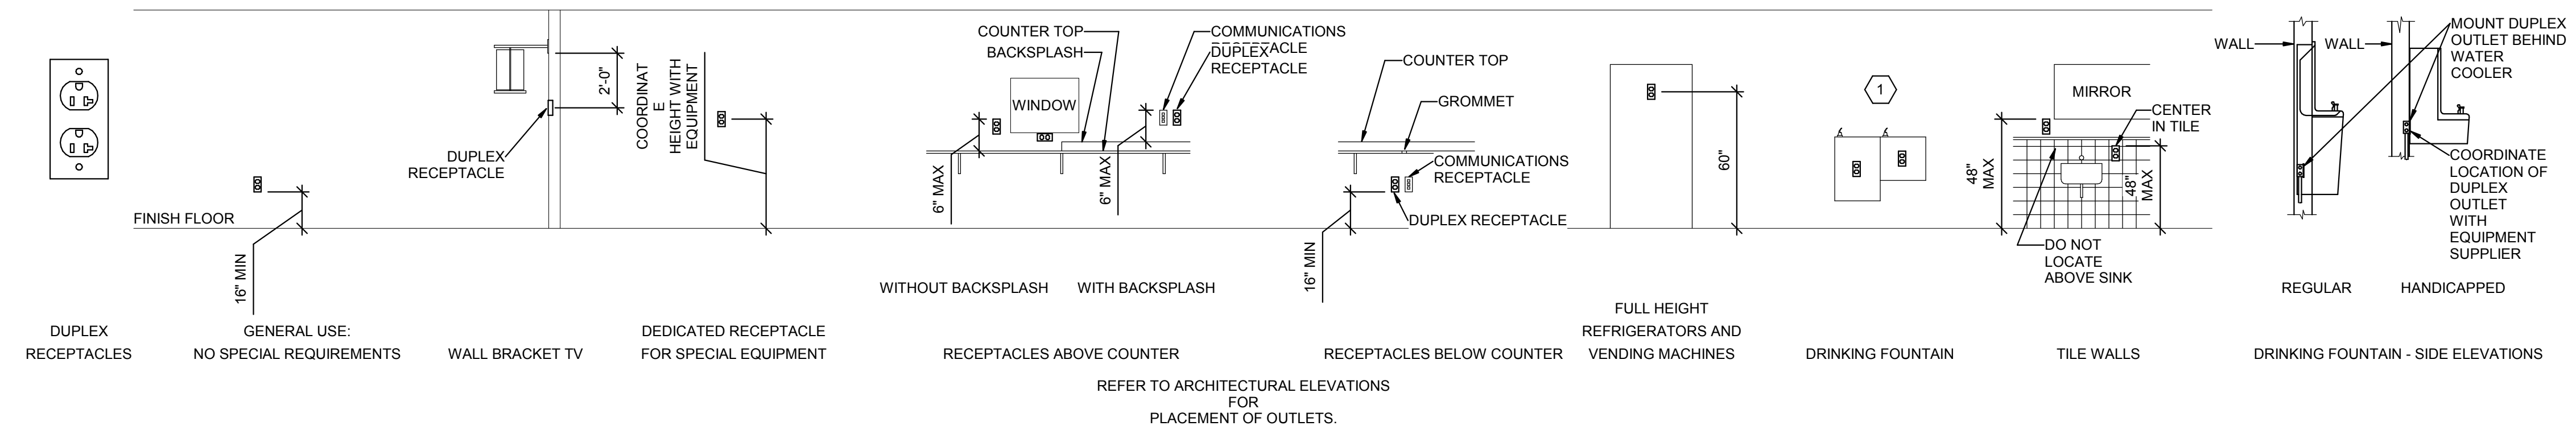 COUNTER TOP
BACKSPLASH
COMMUNICATIONS
RECEPTACLE
DUPLEX
RECEPTACLE
WINDOW
2'-0"
DUPLEX
RECEPTACLE
COORDINAT
E
HEIGHT WITH
EQUIPMENT
FINISH FLOOR
16" MIN
6" MAX
6" MAX
WITHOUT BACKSPLASH
WITH BACKSPLASH
COUNTER TOP
GROMMET
COMMUNICATIONS
RECEPTACLE
DUPLEX RECEPTACLE
16" MIN
60"
1
MIRROR
CENTER
IN TILE
48"
MAX
48"
MAX
DO NOT
LOCATE
ABOVE SINK
WALL
WALL
MOUNT DUPLEX
OUTLET BEHIND
WATER
COOLER
COORDINATE
LOCATION OF
DUPLEX
OUTLET
WITH
EQUIPMENT
SUPPLIER
REGULAR
HANDICAPPED
DUPLEX
RECEPTACLES
GENERAL USE:
NO SPECIAL REQUIREMENTS
WALL BRACKET TV
DEDICATED RECEPTACLE
FOR SPECIAL EQUIPMENT
RECEPTACLES ABOVE COUNTER
RECEPTACLES BELOW COUNTER
FULL HEIGHT
REFRIGERATORS AND
VENDING MACHINES
DRINKING FOUNTAIN
TILE WALLS
DRINKING FOUNTAIN - SIDE ELEVATIONS
REFER TO ARCHITECTURAL ELEVATIONS
FOR
PLACEMENT OF OUTLETS.